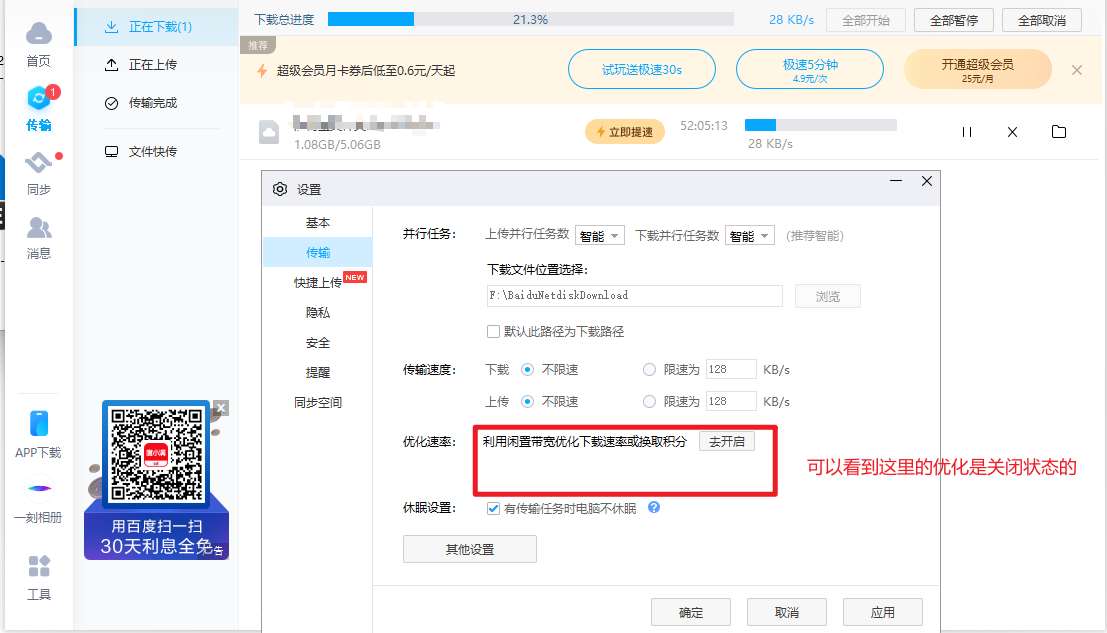 首页
1
传输
同步
消息
APP下载
一刻相册
工具
正在下载(1)
正在上传
传输完成
文件快传
度小满
用百度扫一扫
30天利息全免
广告
下载总进度
21.3%
28 KB/s
全部开始
全部暂停
全部取消
推荐
超级会员月卡券后低至0.6元/天起
试玩送极速30s
极速5分钟
4.9元/次
开通超级会员
25元/月
1.08GB/5.06GB
立即提速
52:05:13
28 KB/s
设置
基本
传输
快捷上传
NEW
隐私
安全
提醒
同步空间
并行任务:
上传并行任务数
智能
下载并行任务数
智能
(推荐智能)
下载文件位置选择:
F:\BaiduNetdiskDownload
浏览
默认此路径为下载路径
传输速度:
下载
不限速
限速为
128
KB/s
上传
不限速
限速为
128
KB/s
优化速率:
利用闲置带宽优化下载速率或换取积分
去开启
可以看到这里的优化是关闭状态的
休眠设置:
有传输任务时电脑不休眠
?
其他设置
确定
取消
应用